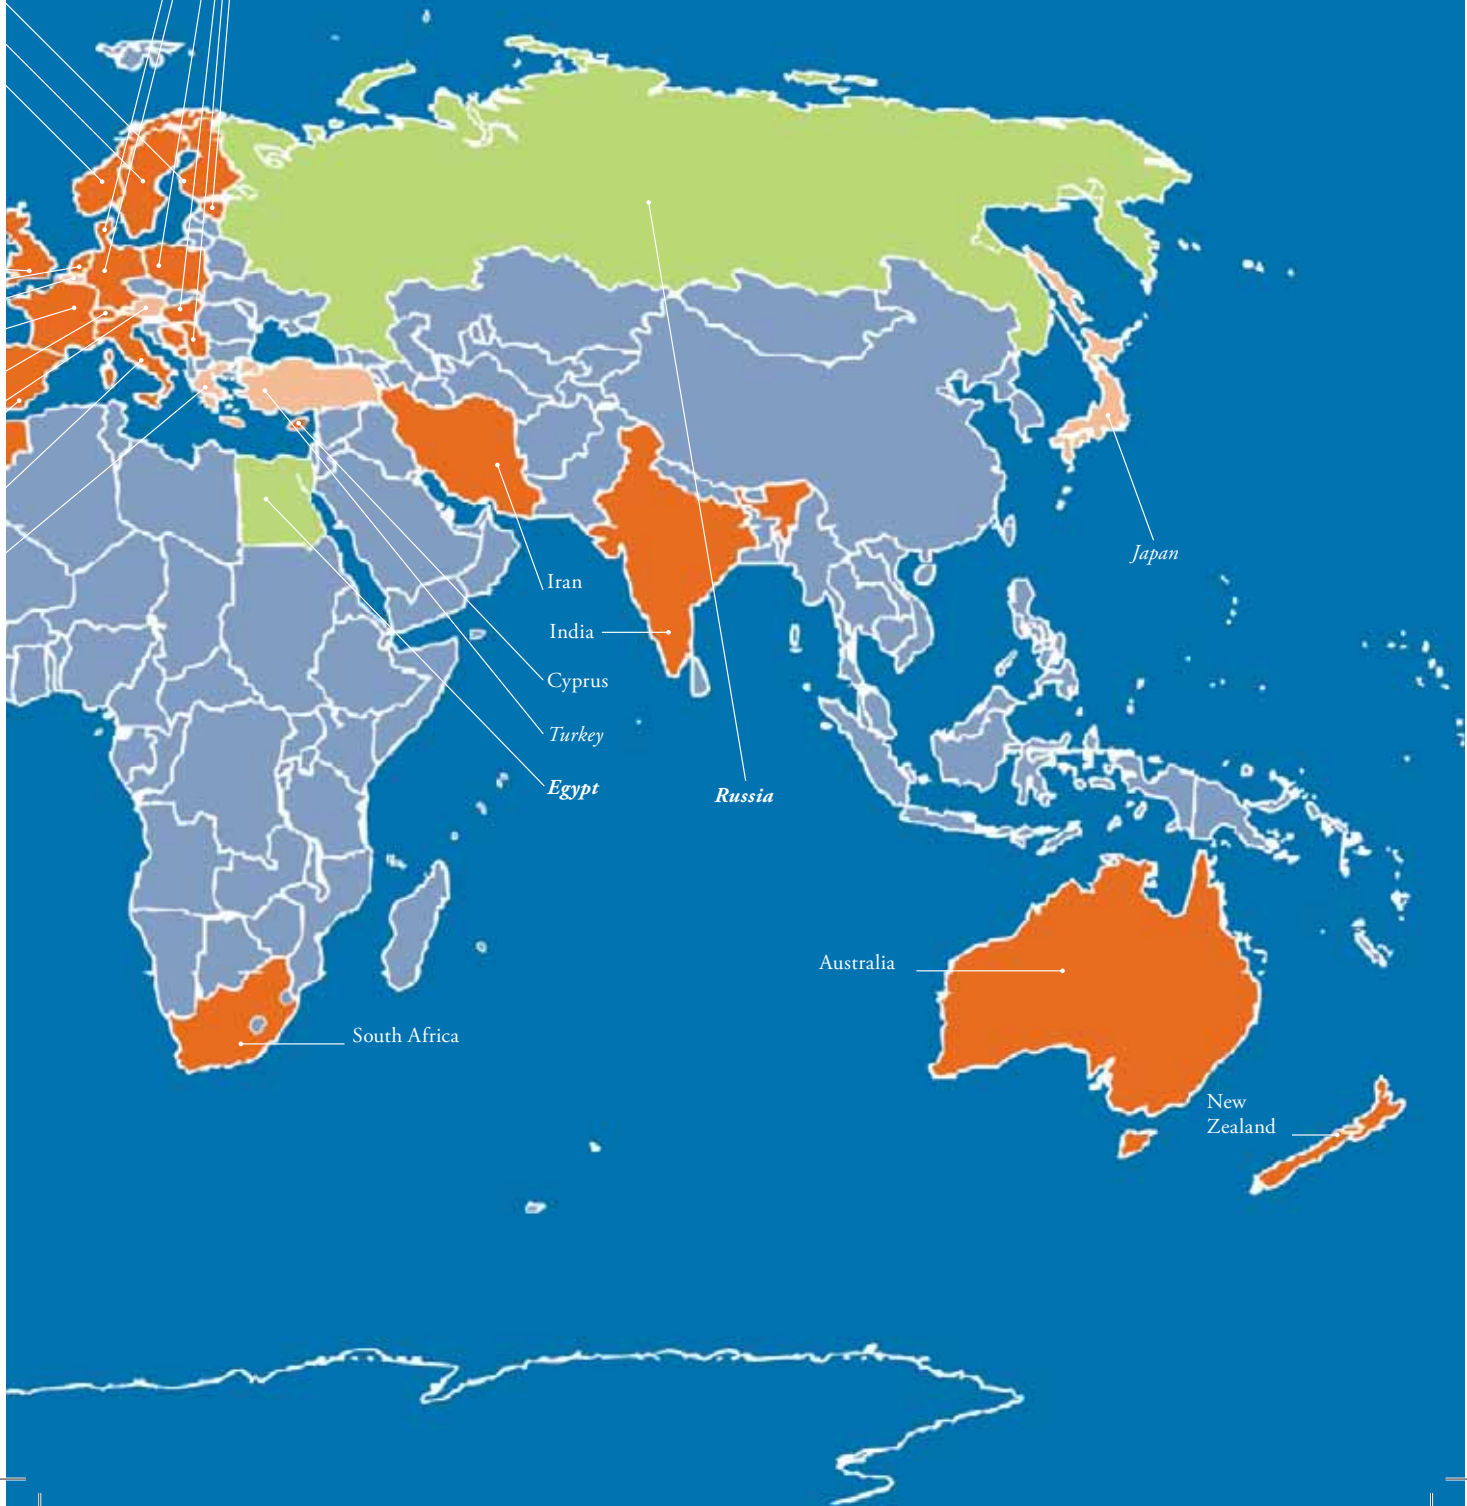 Japan
Iran
India
Cyprus
Turkey
Egypt
Russia
Australia
South Africa
New
Zealand